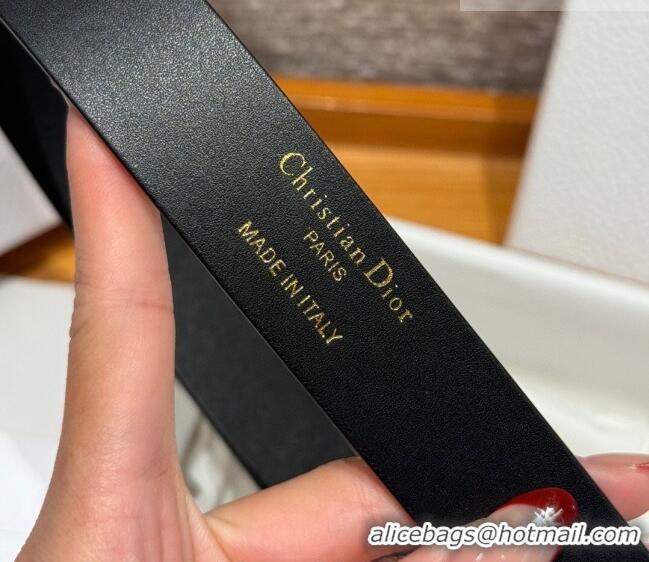 Christian Dior
PARIS
MADE IN ITALY
alicebags@hotmail.com